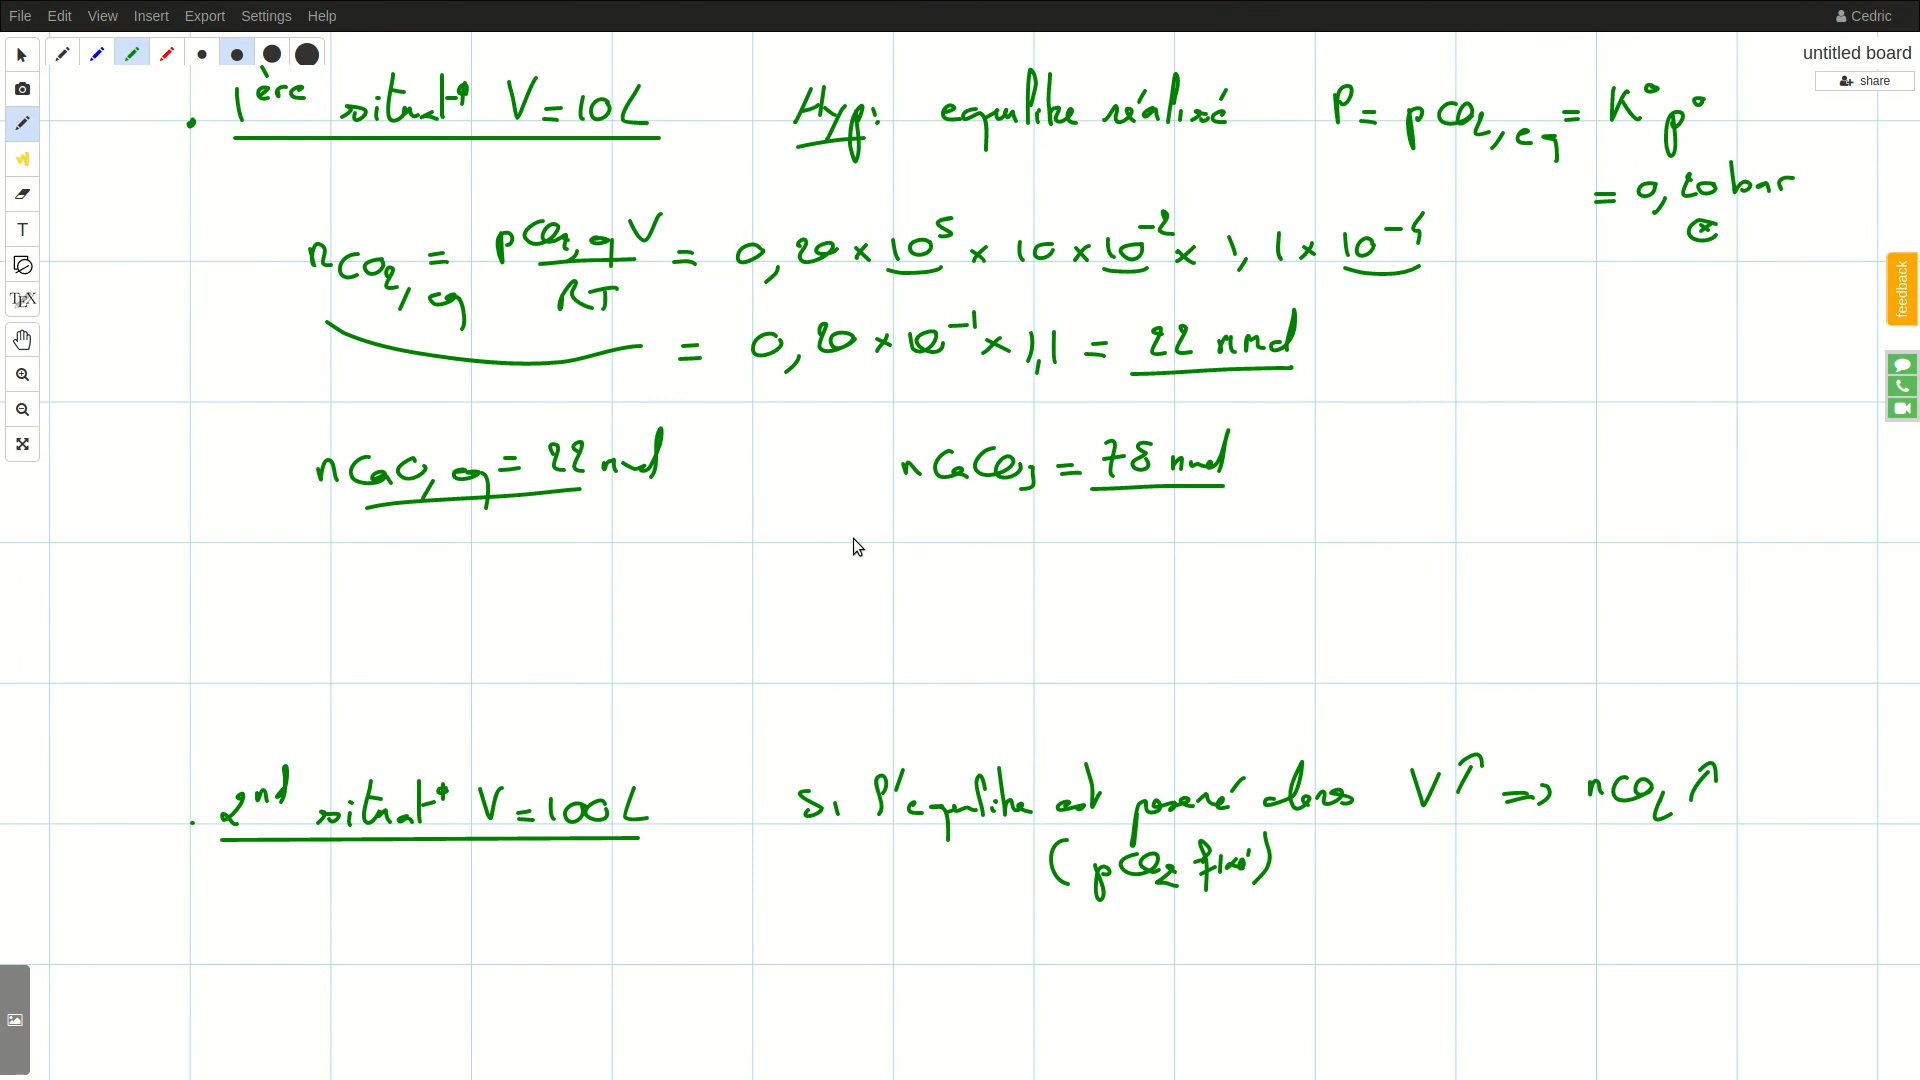 File Edit View Insert Export Settings Help Cedric
untitled board
share
feedback
. 1ère situat° V = 10 L Hyp: equilibre réalisé P = pCO₂,eq = K° p°
= 0,20 bar
nCO₂,eq = pCO₂,eq V / RT = 0,20 × 10⁵ × 10 × 10⁻² × 1,1 × 10⁻⁴
= 0,20 × 10⁻¹ × 1,1 = 22 mmol
nCaO,eq = 22 mmol nCaCO₃ = 78 mmol
. 2nd situat° V = 100 L Si l'equilibre est alors V ↗ => nCO₂ ↗
(pCO₂ fixé)
T
TEX